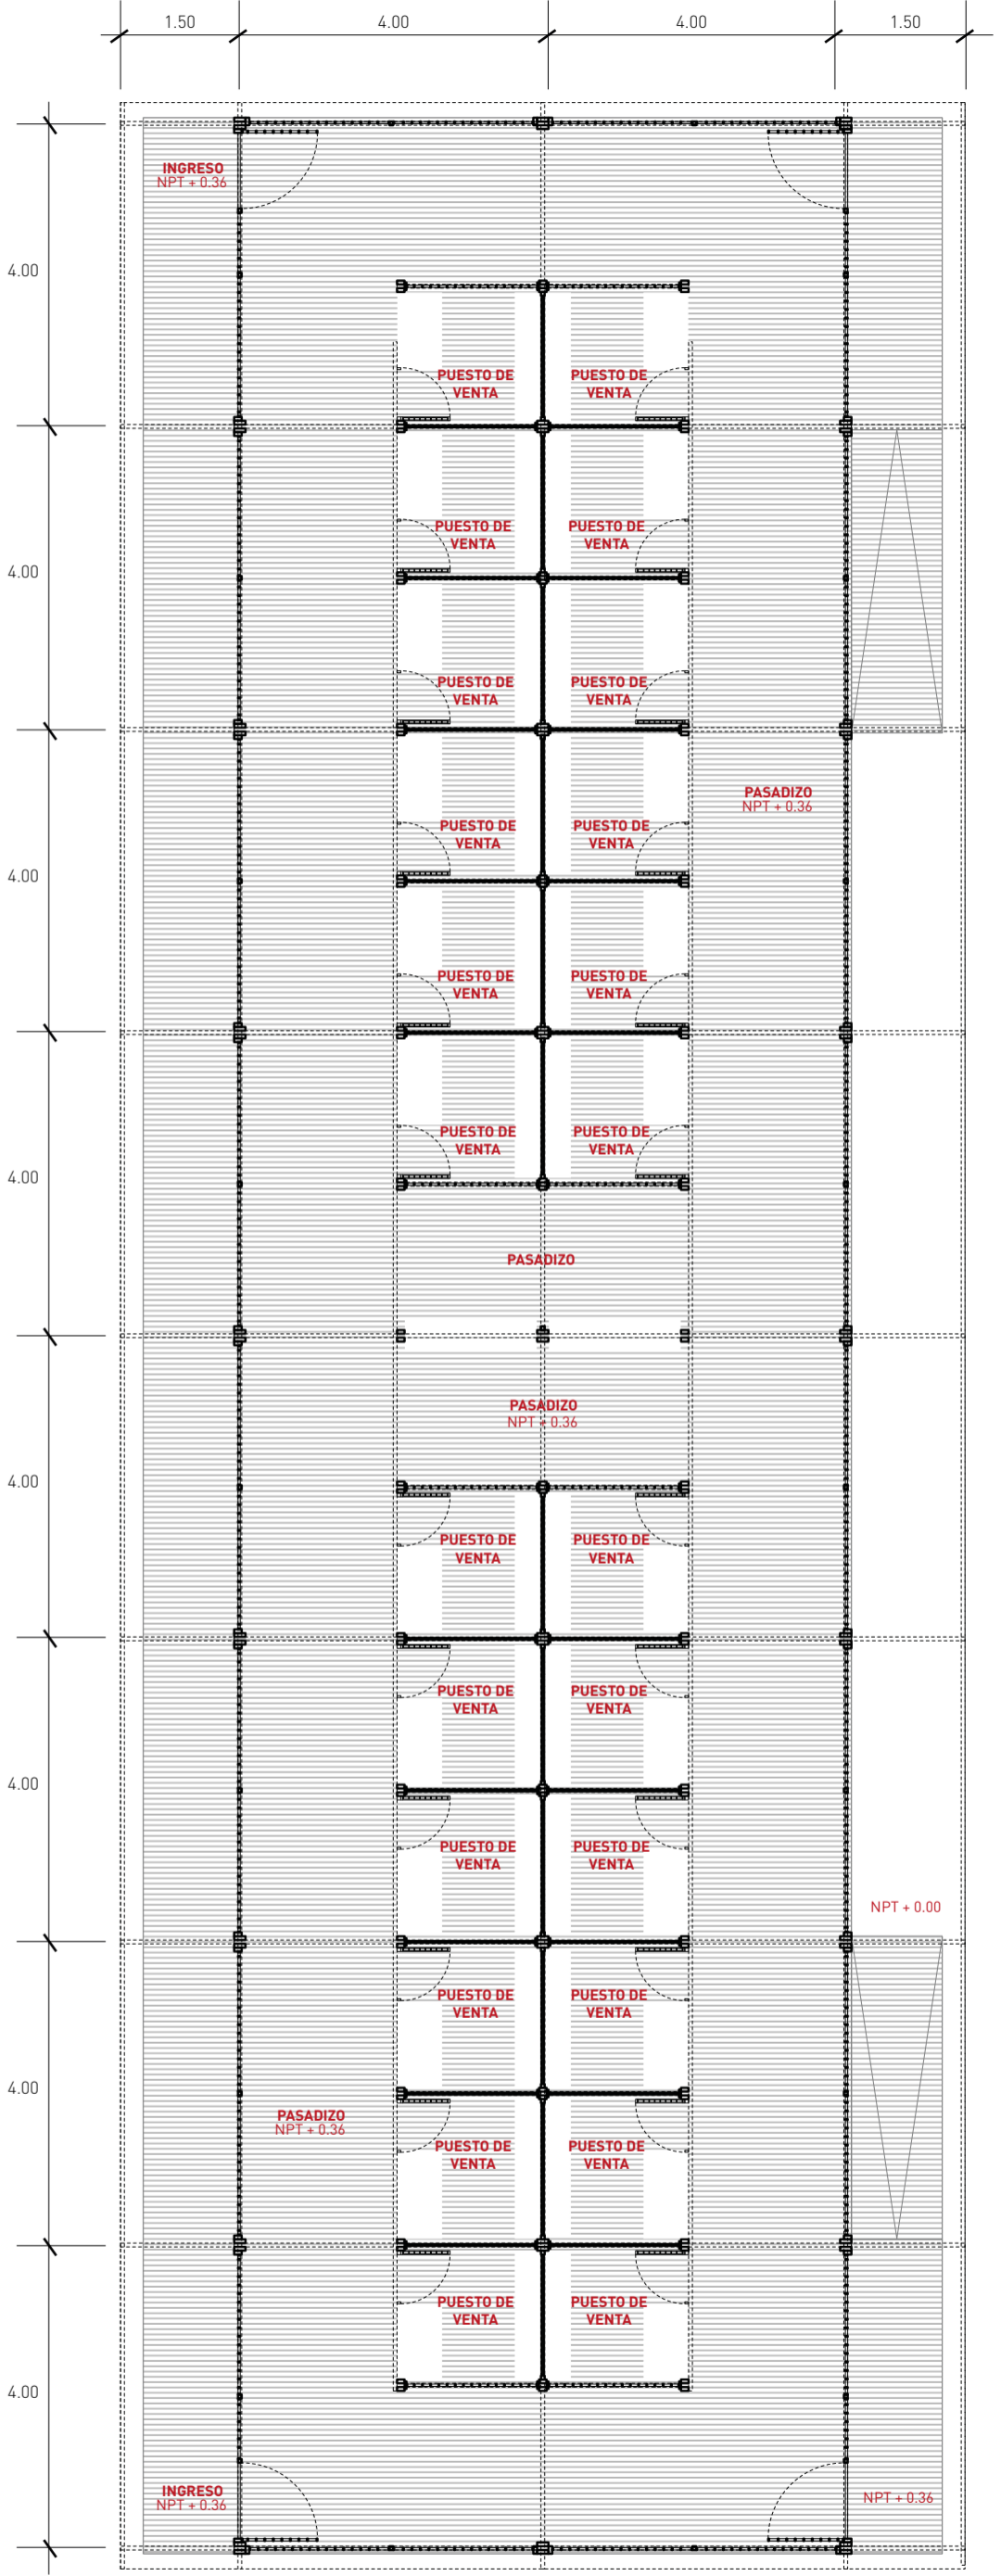 1.50
4.00
4.00
1.50
INGRESO
NPT + 0.36
4.00
PUESTO DE
VENTA
PUESTO DE
VENTA
PUESTO DE
VENTA
PUESTO DE
VENTA
4.00
PUESTO DE
VENTA
PUESTO DE
VENTA
PASADIZO
NPT + 0.36
PUESTO DE
VENTA
PUESTO DE
VENTA
4.00
PUESTO DE
VENTA
PUESTO DE
VENTA
PUESTO DE
VENTA
PUESTO DE
VENTA
4.00
PASADIZO
PASADIZO
NPT + 0.36
4.00
PUESTO DE
VENTA
PUESTO DE
VENTA
PUESTO DE
VENTA
PUESTO DE
VENTA
4.00
PUESTO DE
VENTA
PUESTO DE
VENTA
NPT + 0.00
PUESTO DE
VENTA
PUESTO DE
VENTA
4.00
PASADIZO
NPT + 0.36
PUESTO DE
VENTA
PUESTO DE
VENTA
PUESTO DE
VENTA
PUESTO DE
VENTA
4.00
INGRESO
NPT + 0.36
NPT + 0.36